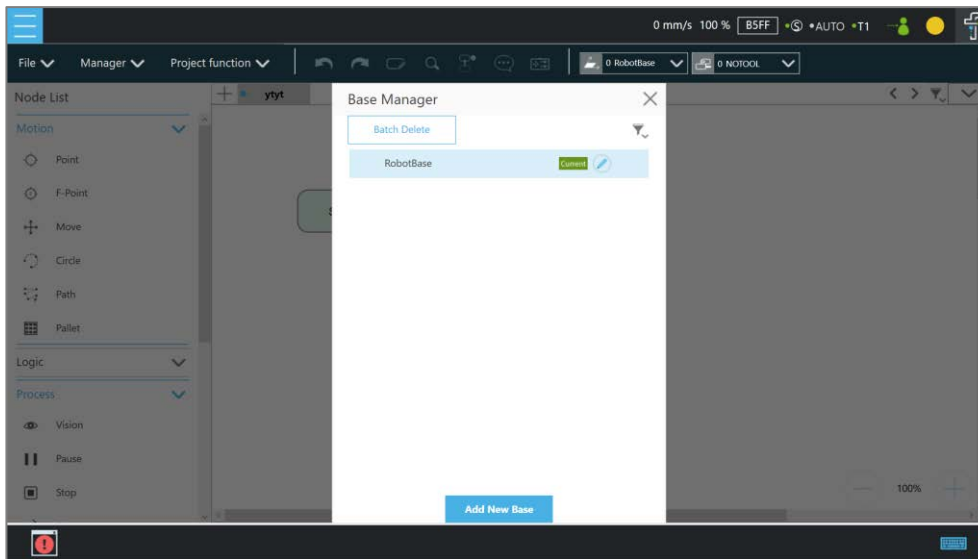 0 mm/s 100 % B5FF S AUTO T1
File Manager Project function 0 RobotBase 0 NOTOOL
Node List
ytyt
Base Manager
Motion
Batch Delete
Point
RobotBase Current
F-Point
Move
Circle
Path
Pallet
Logic
Process
Vision
Pause
Stop
100%
Add New Base